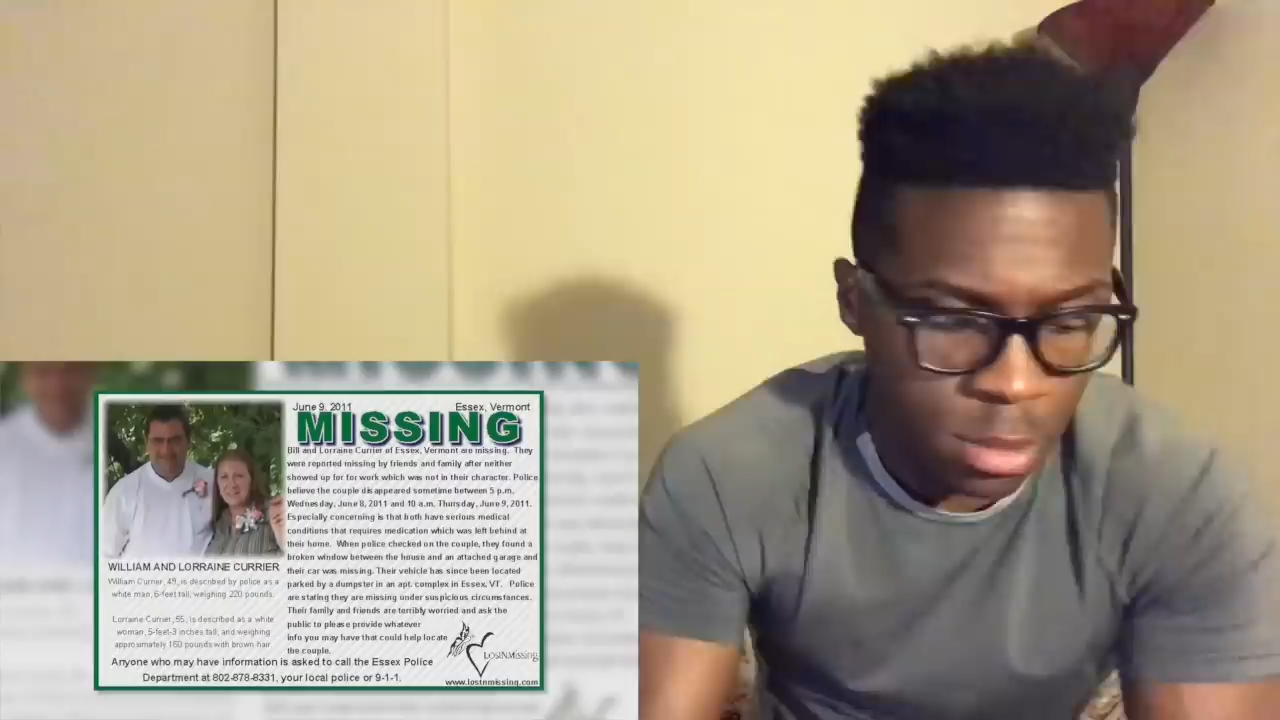 June 9, 2011 Essex, Vermont
MISSING
Bill and Lorraine Currier of Essex, Vermont are missing. They
were reported missing by friends and family after neither
showed up for for work which was not in their character. Police
believe the couple disappeared sometime between 5 p.m.
Wednesday, June 8, 2011 and 10 a.m. Thursday, June 9, 2011.
Especially concerning is that both have serious medical
conditions that requires medication which was left behind at
their home. When police checked on the couple, they found a
broken window between the house and an attached garage and
their car was missing. Their vehicle has since been located
parked by a dumpster in an apt. complex in Essex, VT. Police
are stating they are missing under suspicious circumstances.
Their family and friends are terribly worried and ask the
public to please provide whatever
info you may have that could help locate
the couple.
WILLIAM AND LORRAINE CURRIER
William Currier, 49, is described by police as a
white man, 6-feet tall, weighing 220 pounds.
Lorraine Currier, 55, is described as a white
woman, 5-feet-3 inches tall, and weighing
approximately 160 pounds with brown hair.
LOSTNMISSING
Anyone who may have information is asked to call the Essex Police
Department at 802-878-8331, your local police or 9-1-1.
www.lostnmissing.com